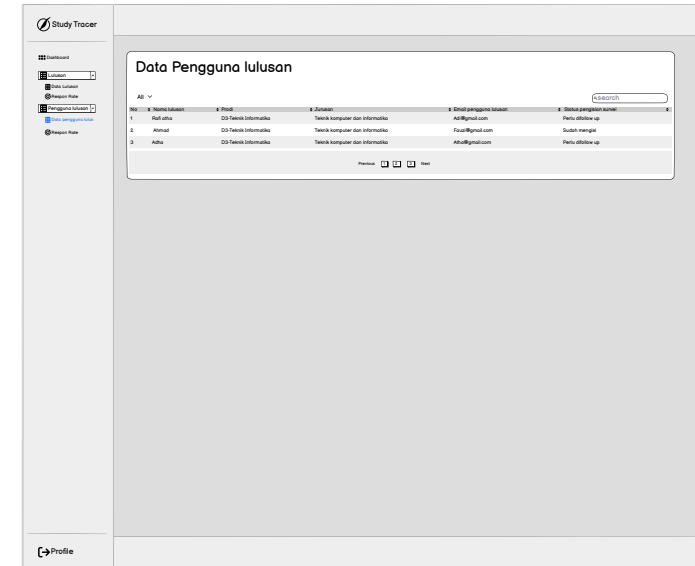 Study Tracer
Dashboard
Lulusan
Data Lulusan
Respon Rate
Pengguna lulusan
Data pengguna lulus
Respon Rate
Data Pengguna lulusan
All
search
No Nama lulusan Prodi Jurusan Email pengguna lulusan Status pengisian survei
1 Rafi atha D3-Teknik Informatika Teknik komputer dan informatika Adi@gmail.com Perlu difollow up
2 Ahmad D3-Teknik Informatika Teknik komputer dan informatika Fauzi@gmail.com Sudah mengisi
3 Adha D3-Teknik Informatika Teknik komputer dan informatika Atha@gmail.com Perlu difollow up
Previous 1 2 3 Next
Profile